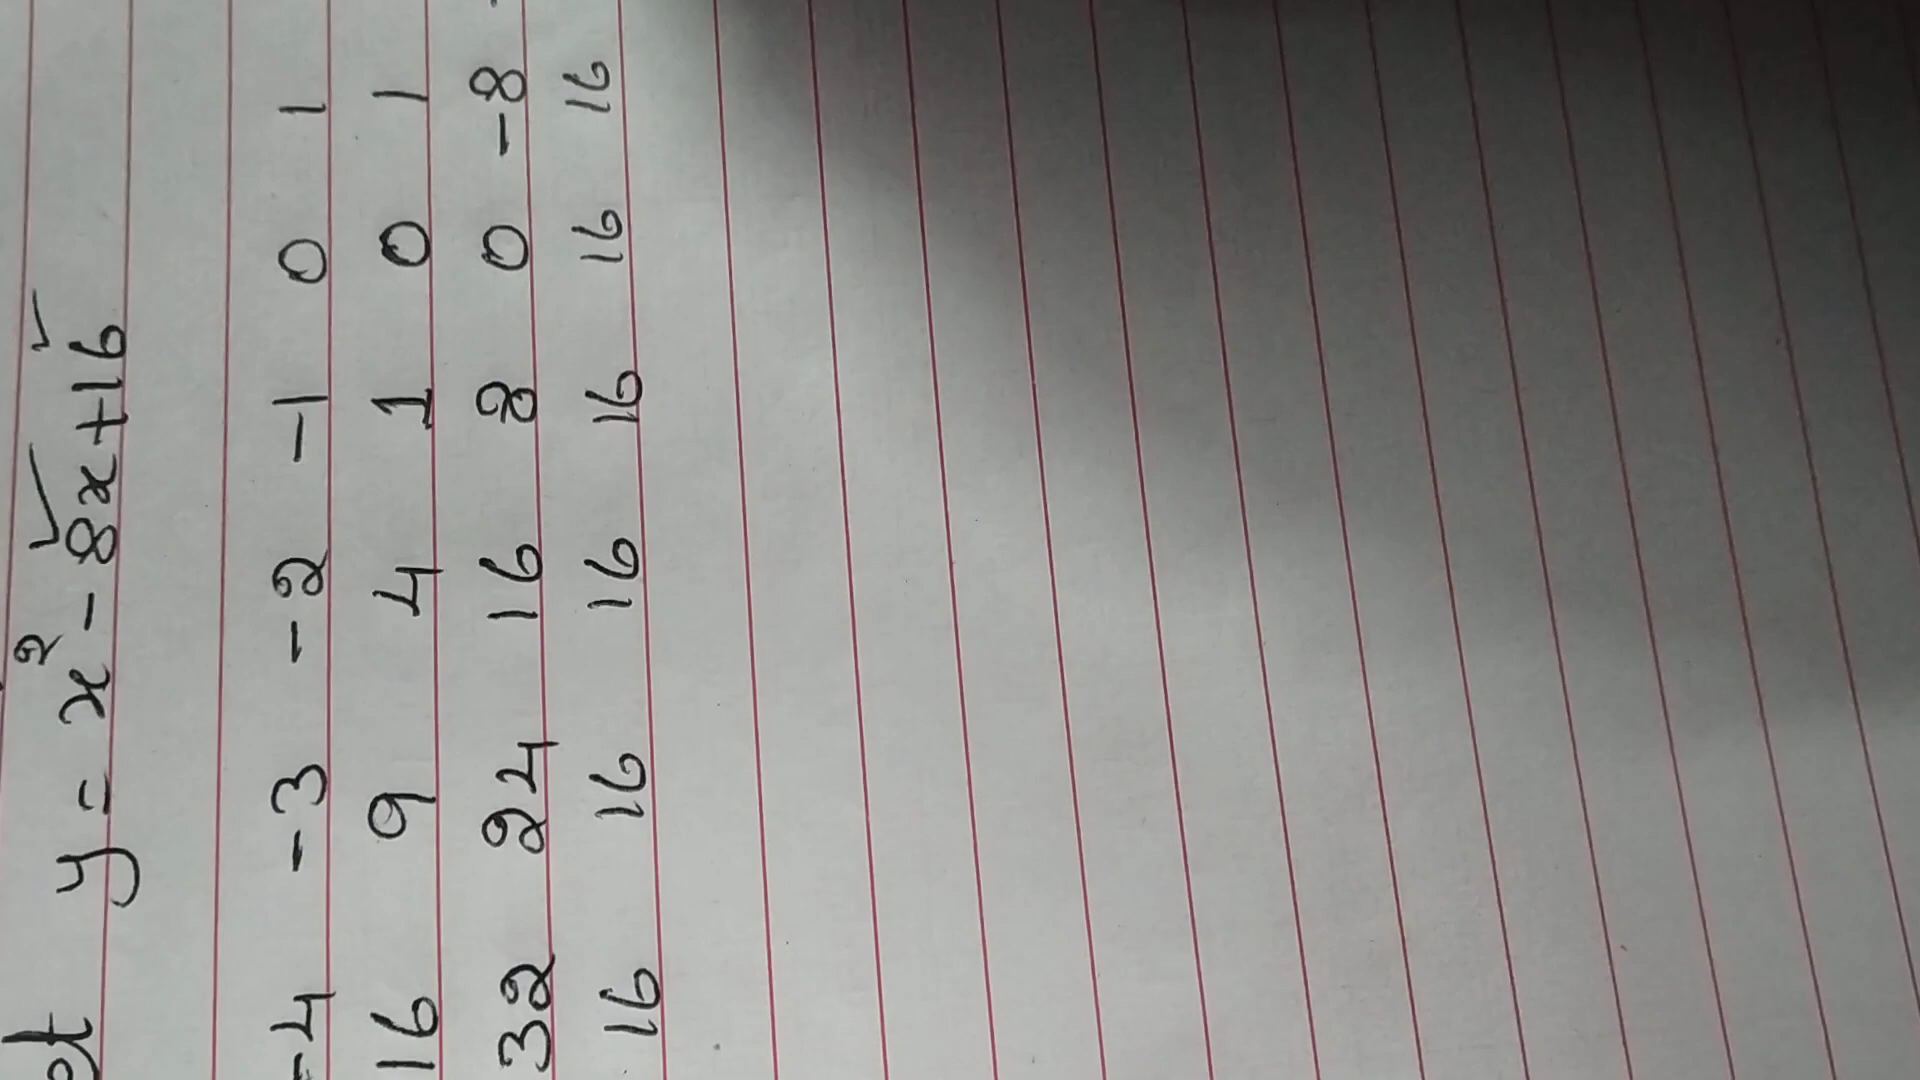 y = x² - 8x + 16
-4 -3 -2 -1 0 1
16 9 4 1 0 1
32 24 16 8 0 -8
16 16 16 16 16 16